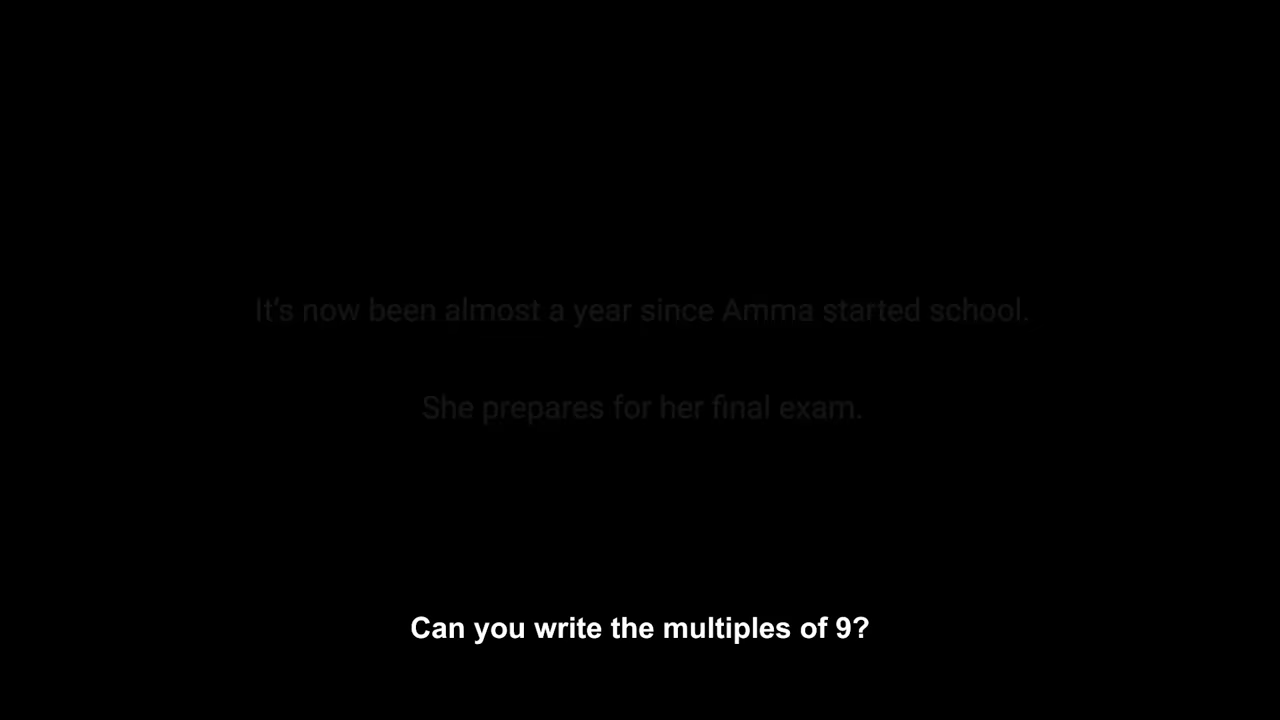 It's now been almost a year since Amma started school.
She prepares for her final exam.
Can you write the multiples of 9?